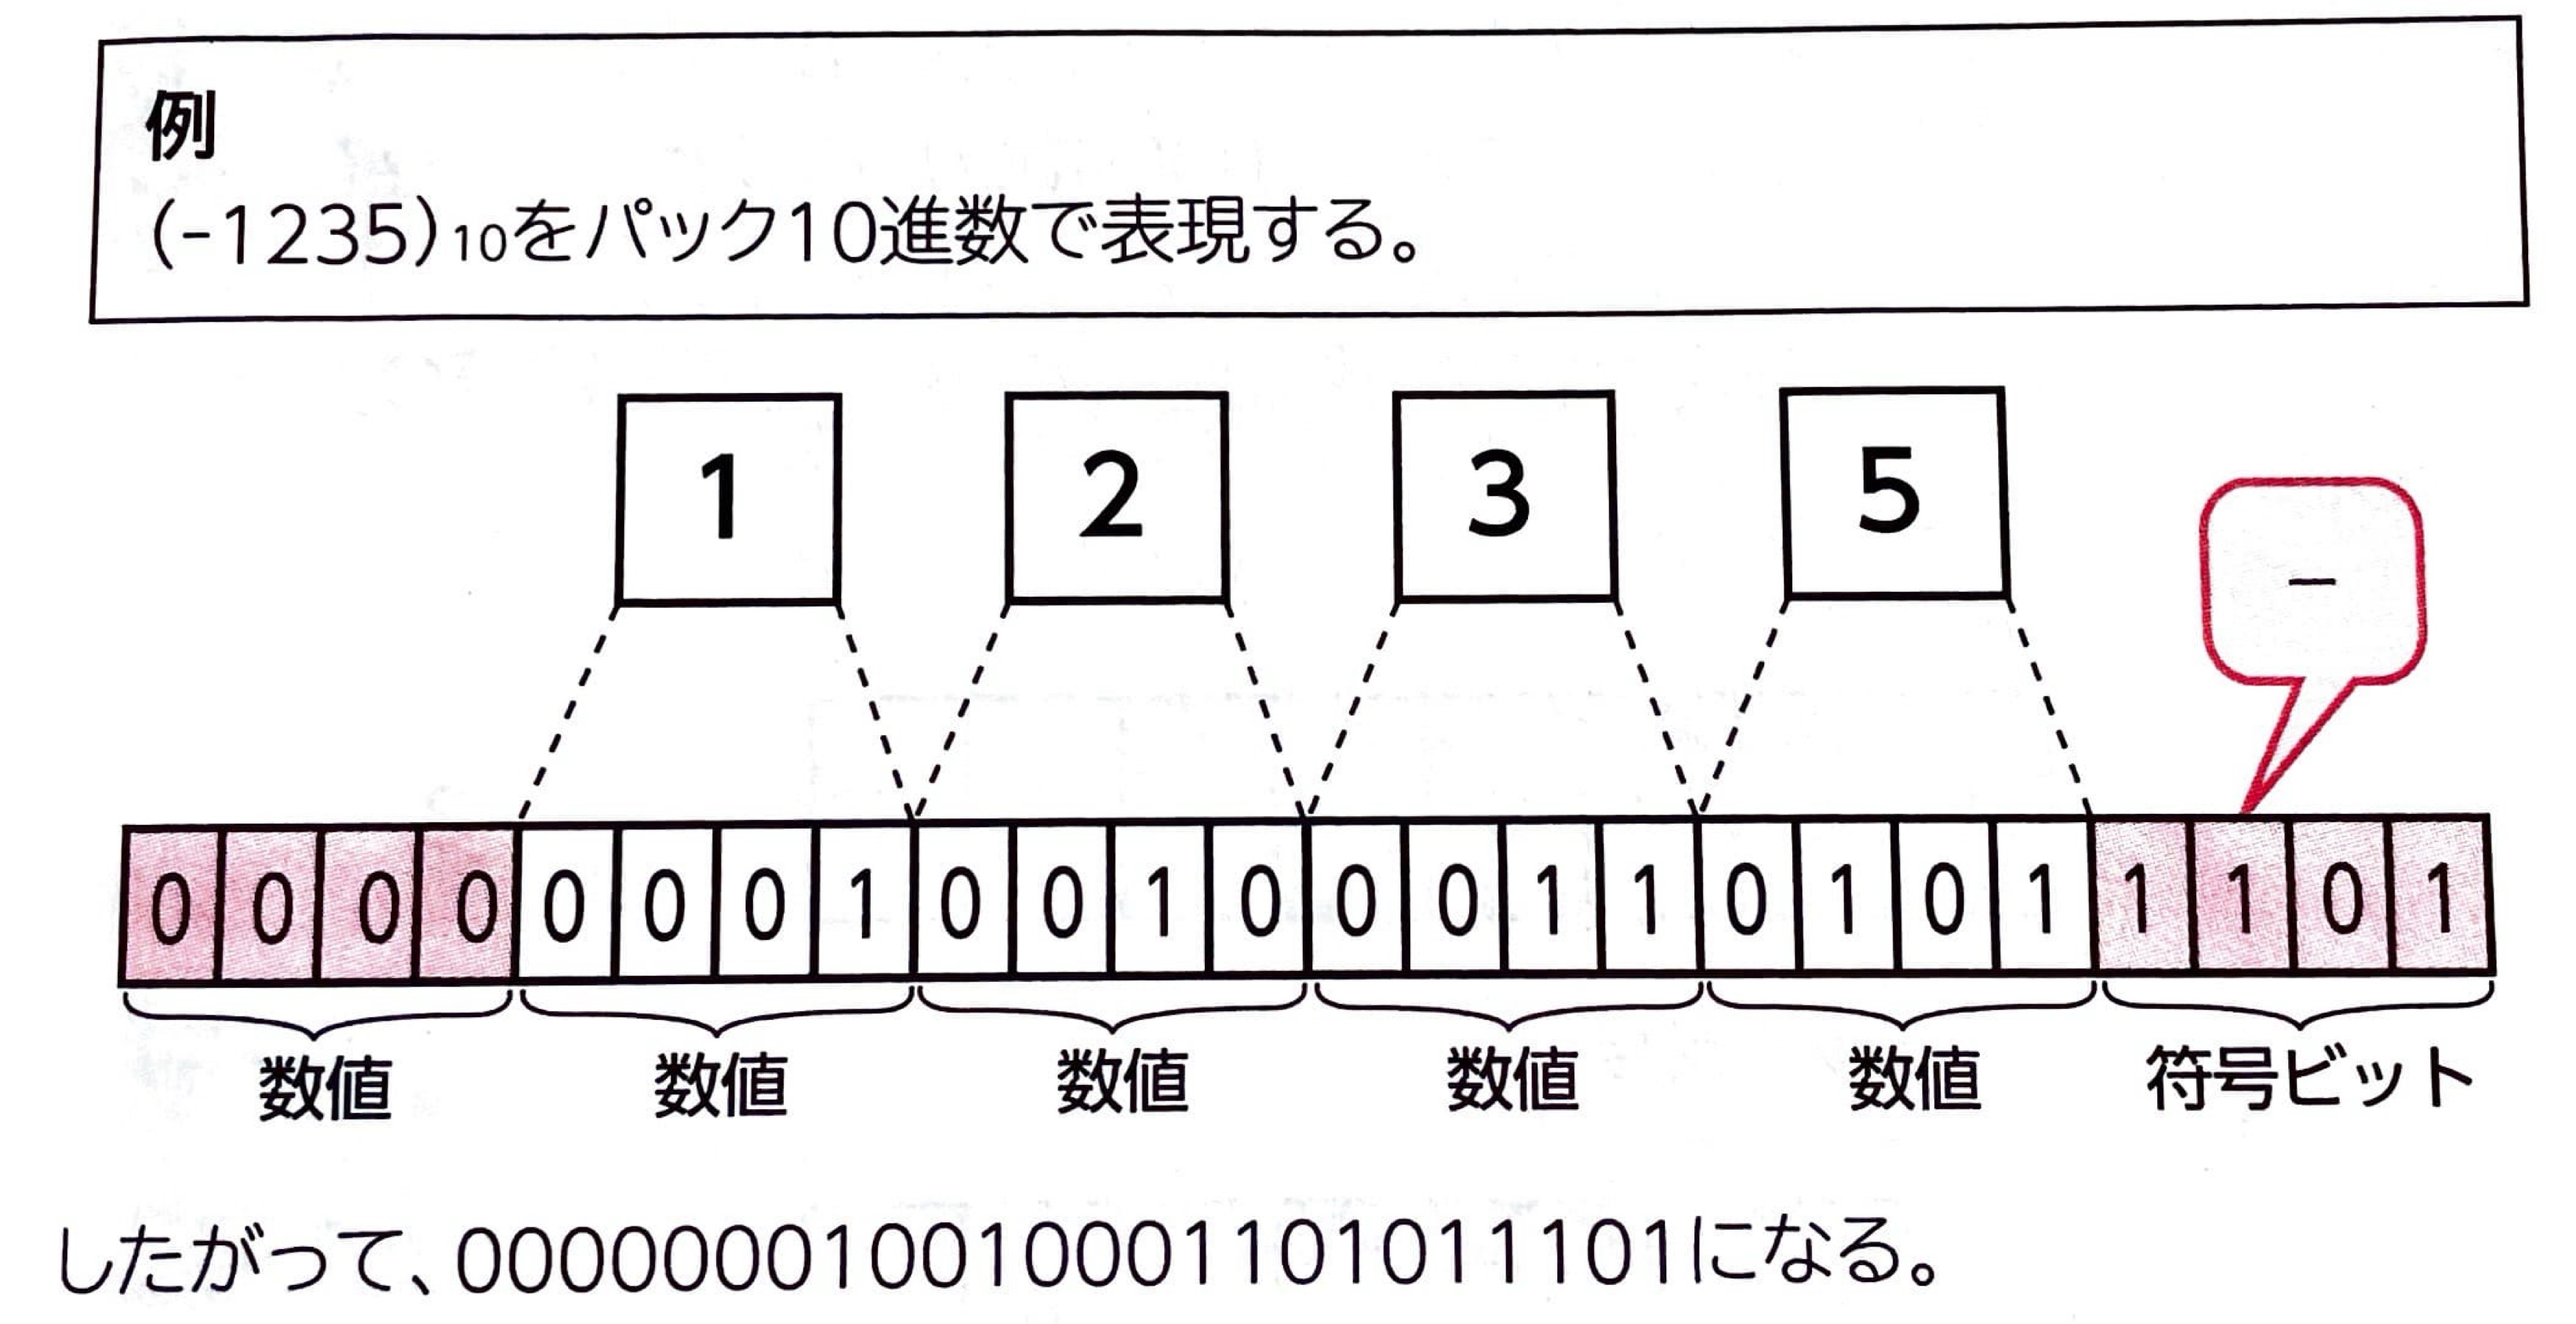 例
(-1235)10をパック10進数で表現する。
1 2 3 5
−
0 0 0 0 0 0 0 1 0 0 1 0 0 0 1 1 0 1 0 1 1 1 0 1
数値 数値 数値 数値 数値 符号ビット
したがって、000000010010001101011101になる。